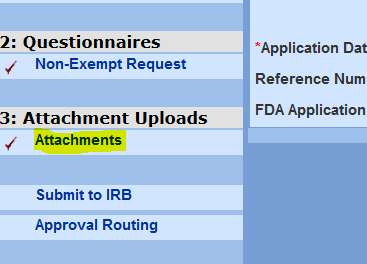 2: Questionnaires
Non-Exempt Request
3: Attachment Uploads
Attachments
Submit to IRB
Approval Routing
*Application Dat
Reference Num
FDA Application